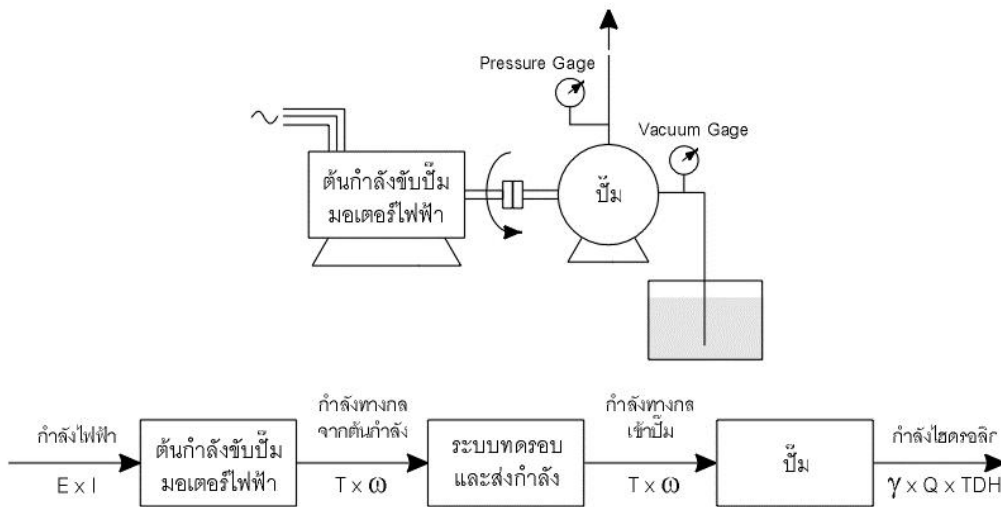 Pressure Gage
Vacuum Gage
ต้นกำลังขับปั๊ม
มอเตอร์ไฟฟ้า
ปั๊ม
กำลังไฟฟ้า
E x I
ต้นกำลังขับปั๊ม
มอเตอร์ไฟฟ้า
กำลังทางกล
จากต้นกำลัง
T x ω
ระบบทดรอบ
และส่งกำลัง
กำลังทางกล
เข้าปั๊ม
T x ω
ปั๊ม
กำลังไฮดรอลิก
γ x Q x TDH